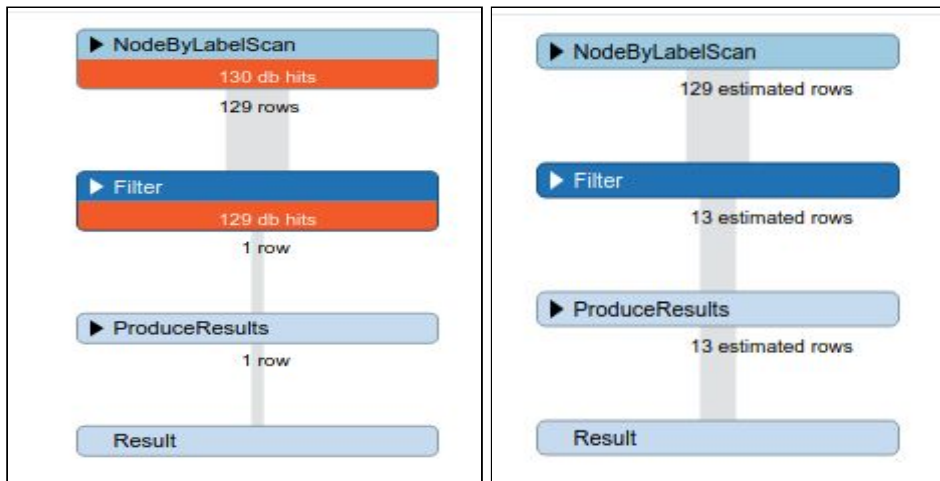 NodeByLabelScan
130 db hits
129 rows
Filter
129 db hits
1 row
ProduceResults
1 row
Result
NodeByLabelScan
129 estimated rows
Filter
13 estimated rows
ProduceResults
13 estimated rows
Result